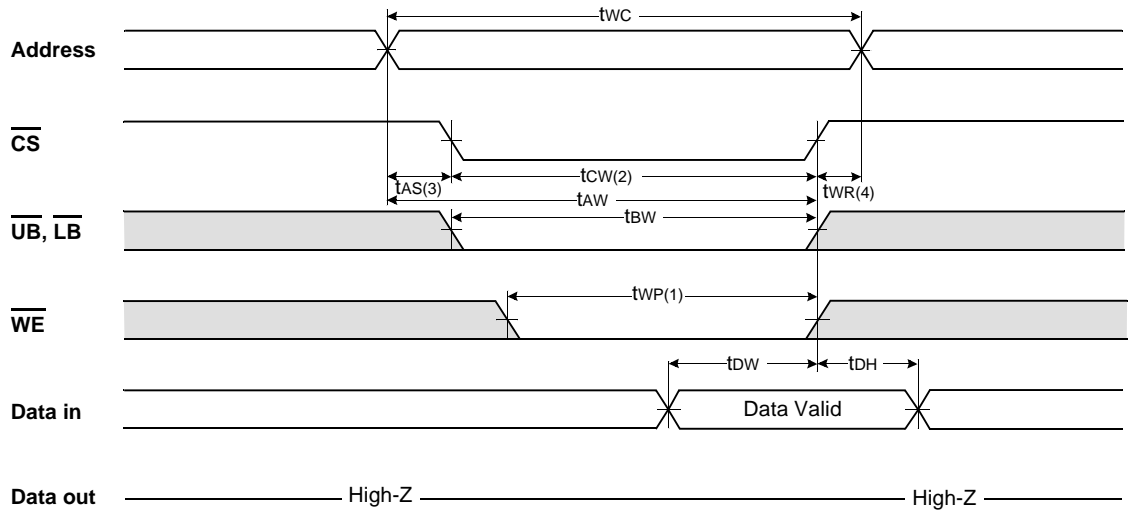 tWC
Address
CS
tAS(3) tCW(2) tWR(4)
tAW
UB, LB tBW
tWP(1)
WE
tDW tDH
Data in Data Valid
Data out High-Z High-Z